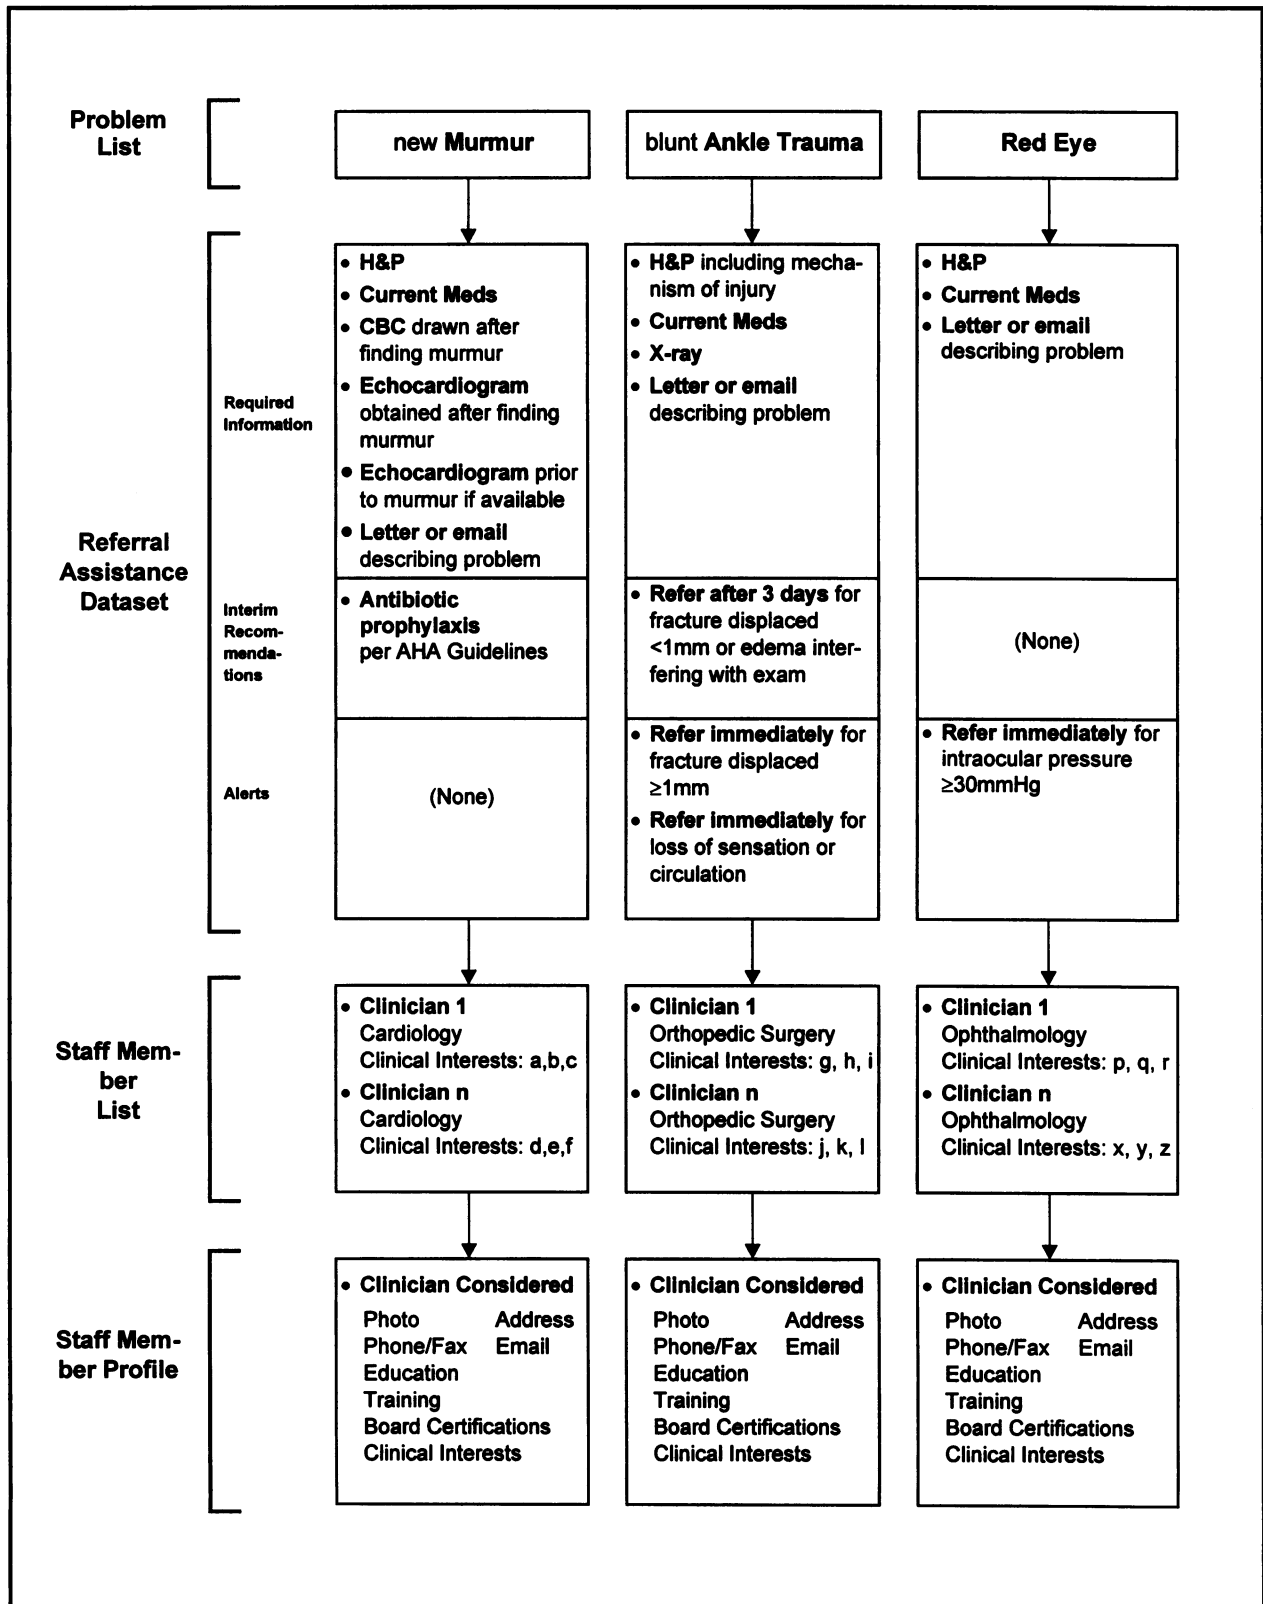 Problem
List
new Murmur
blunt Ankle Trauma
Red Eye
Referral
Assistance
Dataset
Required
Information
• H&P
• Current Meds
• CBC drawn after
finding murmur
• Echocardiogram
obtained after finding
murmur
• Echocardiogram prior
to murmur if available
• Letter or email
describing problem
• H&P including mecha-
nism of injury
• Current Meds
• X-ray
• Letter or email
describing problem
• H&P
• Current Meds
• Letter or email
describing problem
Interim
Recom-
menda-
tions
• Antibiotic
prophylaxis
per AHA Guidelines
• Refer after 3 days for
fracture displaced
<1mm or edema inter-
fering with exam
(None)
Alerts
(None)
• Refer immediately for
fracture displaced
≥1mm
• Refer immediately for
loss of sensation or
circulation
• Refer immediately for
intraocular pressure
≥30mmHg
Staff Mem-
ber
List
• Clinician 1
Cardiology
Clinical Interests: a,b,c
• Clinician n
Cardiology
Clinical Interests: d,e,f
• Clinician 1
Orthopedic Surgery
Clinical Interests: g, h, i
• Clinician n
Orthopedic Surgery
Clinical Interests: j, k, l
• Clinician 1
Ophthalmology
Clinical Interests: p, q, r
• Clinician n
Ophthalmology
Clinical Interests: x, y, z
Staff Mem-
ber Profile
• Clinician Considered
Photo Address
Phone/Fax Email
Education
Training
Board Certifications
Clinical Interests
• Clinician Considered
Photo Address
Phone/Fax Email
Education
Training
Board Certifications
Clinical Interests
• Clinician Considered
Photo Address
Phone/Fax Email
Education
Training
Board Certifications
Clinical Interests